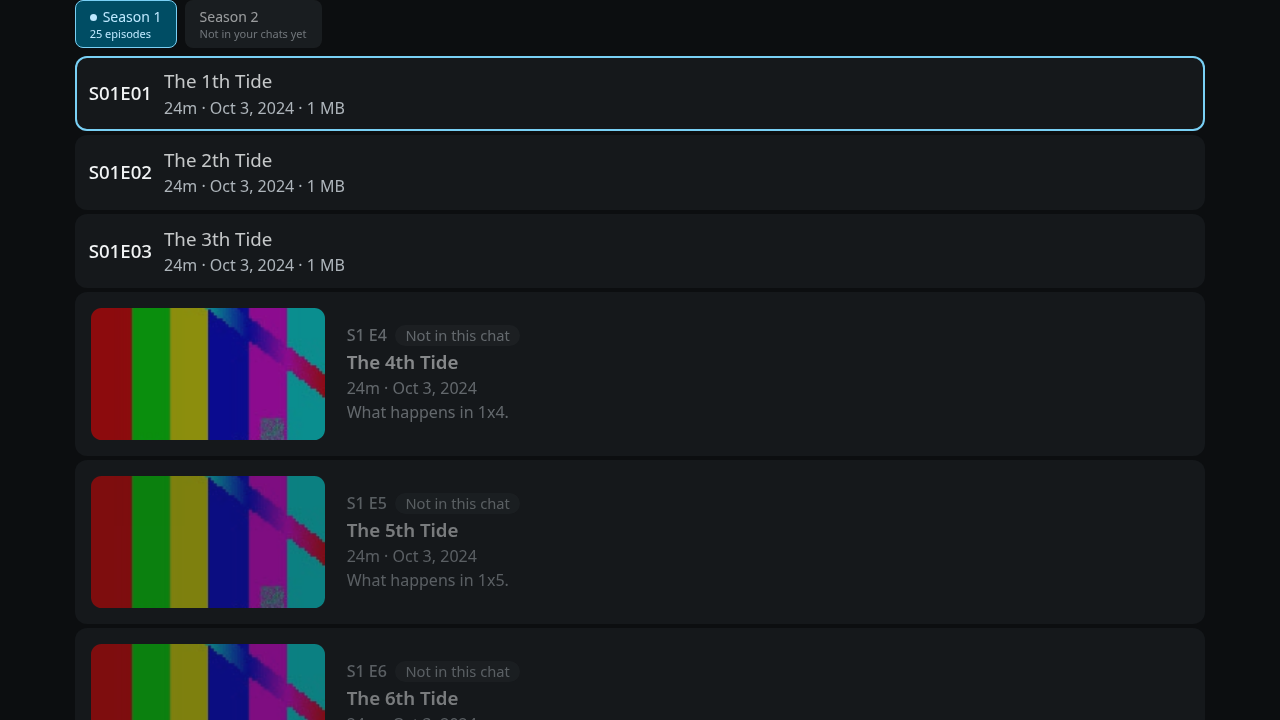 Season 1
25 episodes
Season 2
Not in your chats yet
S01E01
The 1th Tide
24m · Oct 3, 2024 · 1 MB
S01E02
The 2th Tide
24m · Oct 3, 2024 · 1 MB
S01E03
The 3th Tide
24m · Oct 3, 2024 · 1 MB
S1 E4 Not in this chat
The 4th Tide
24m · Oct 3, 2024
What happens in 1x4.
S1 E5 Not in this chat
The 5th Tide
24m · Oct 3, 2024
What happens in 1x5.
S1 E6 Not in this chat
The 6th Tide